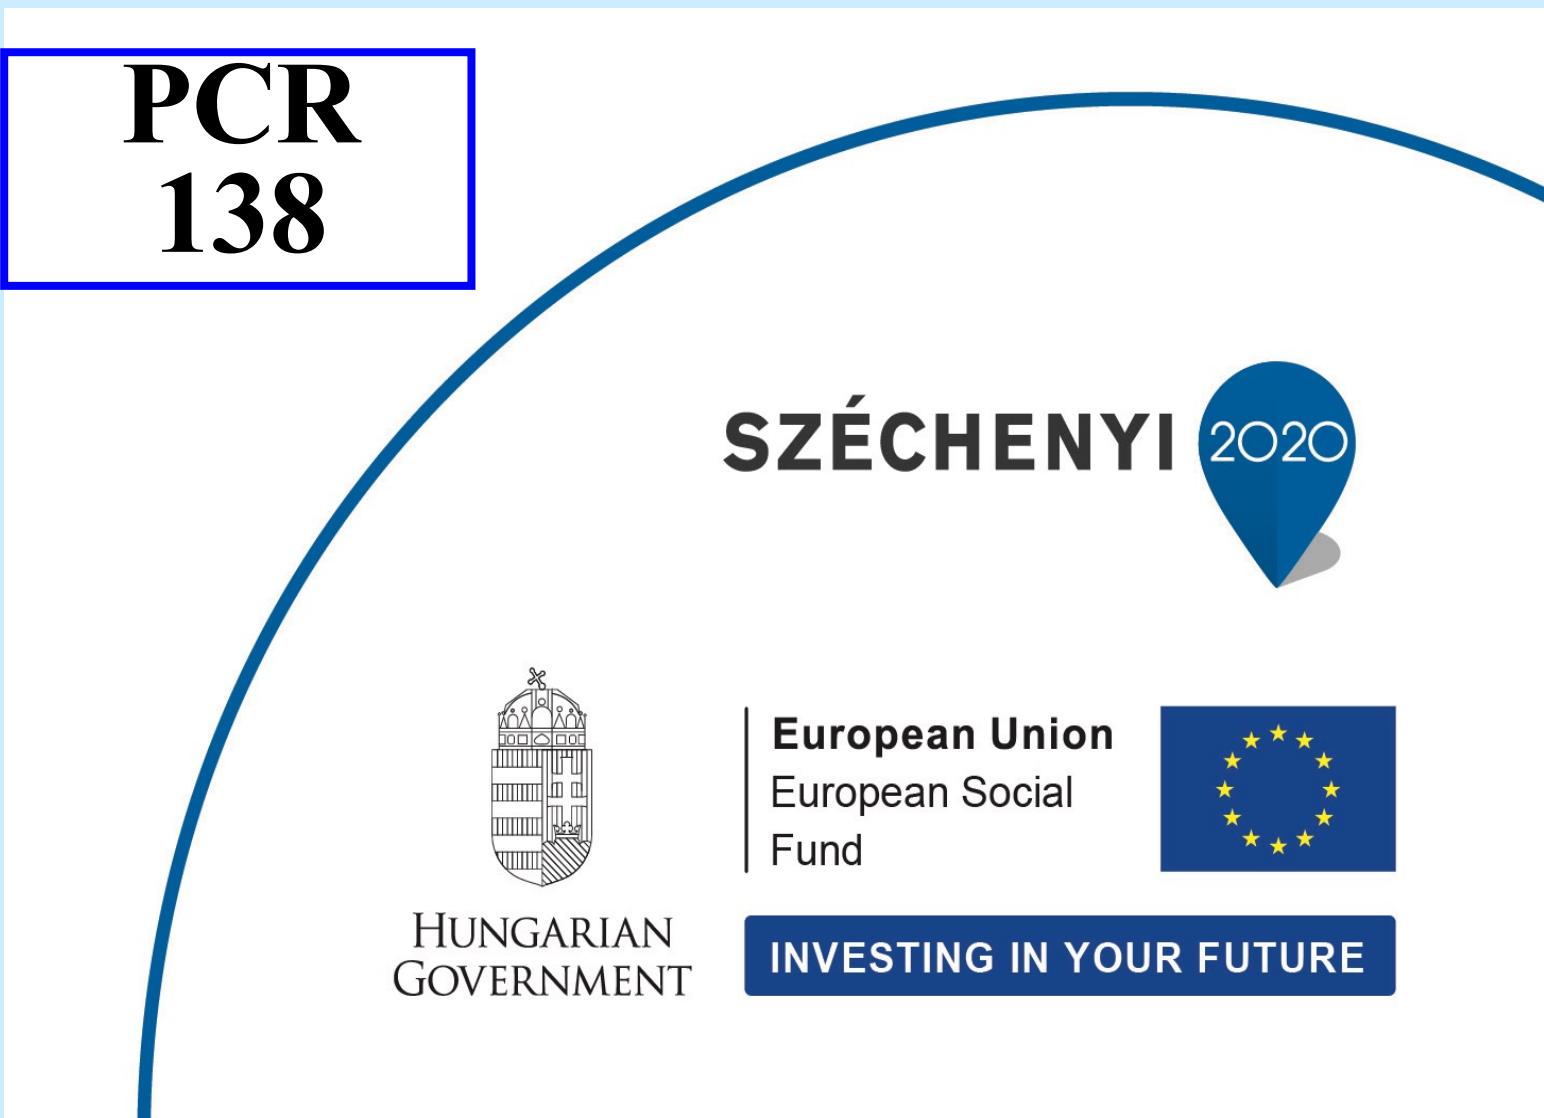 PCR
138
SZÉCHENYI 2020
European Union
European Social
Fund
HUNGARIAN
GOVERNMENT
INVESTING IN YOUR FUTURE